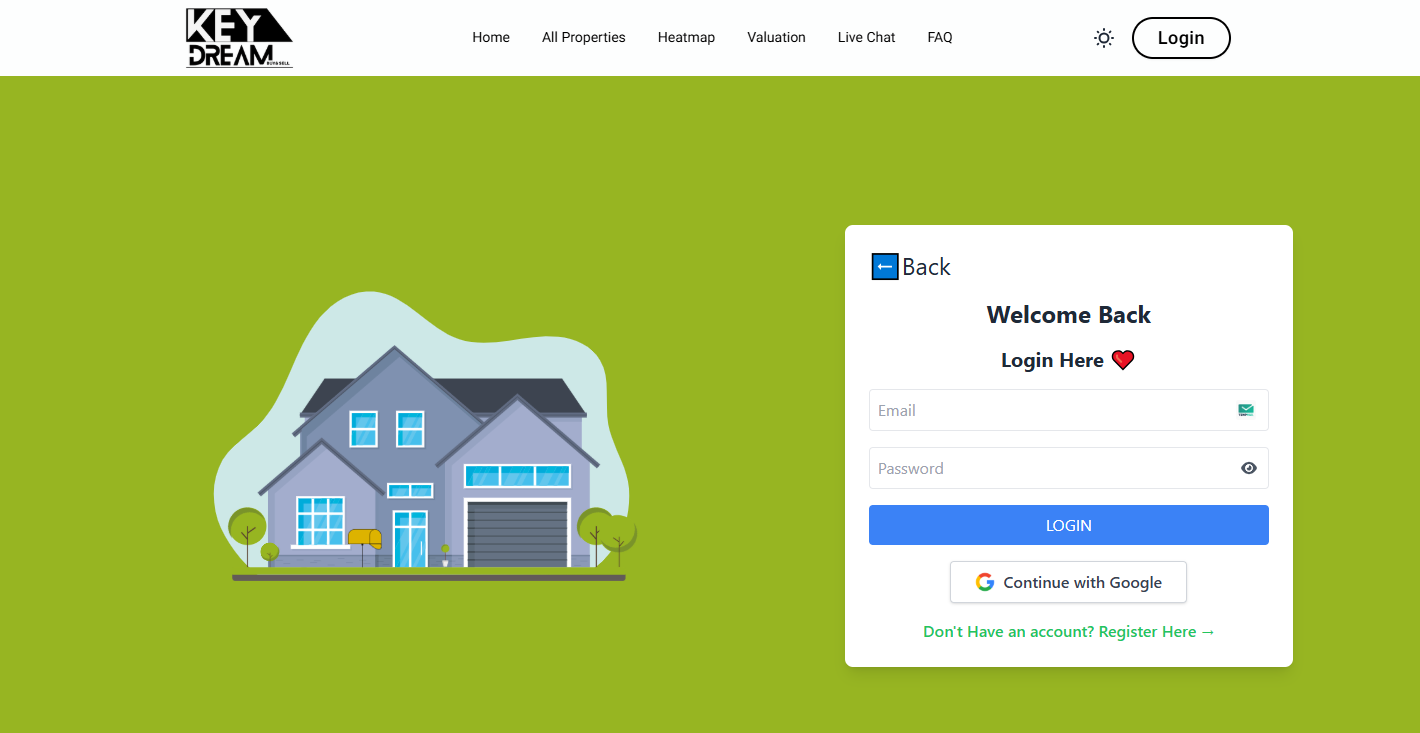 KEY
DREAM
BUY& SELL
Home
All Properties
Heatmap
Valuation
Live Chat
FAQ
Login
Back
Welcome Back
Login Here
Email
Password
LOGIN
Continue with Google
Don't Have an account? Register Here →